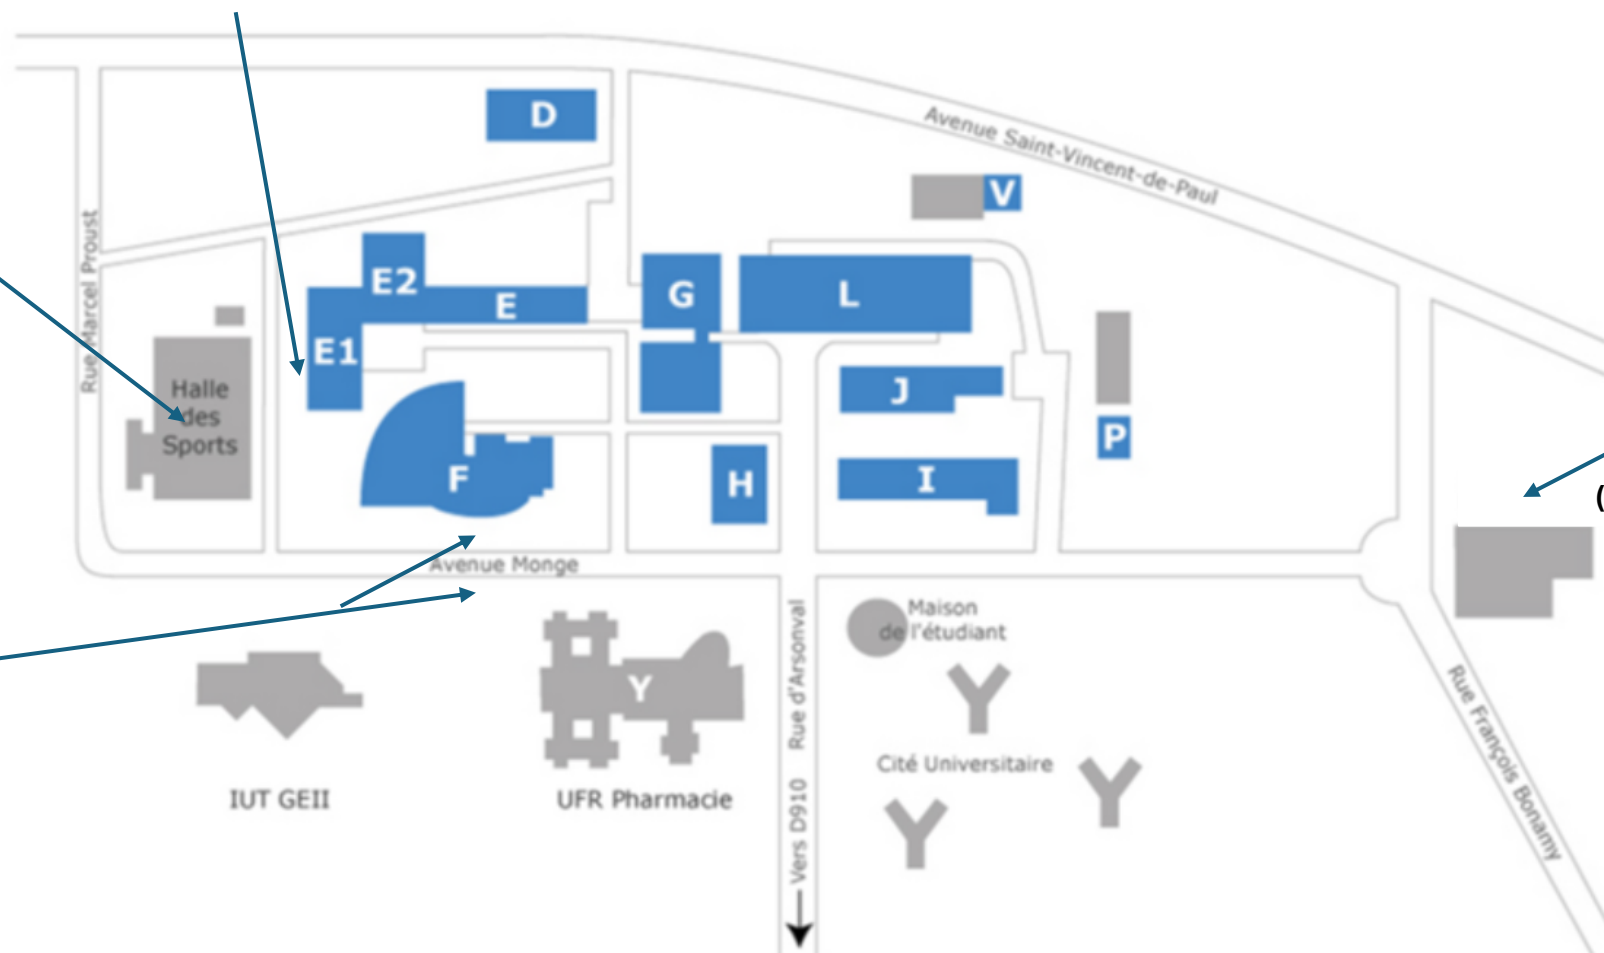 D
Avenue Saint-Vincent-de-Paul
V
Rue Marcel Proust
E2
E
G
L
E1
Halle
des
Sports
J
P
F
H
I
(
Avenue Monge
Maison
de l'étudiant
Y
Rue d'Arsonval
Vers D910
Cité Universitaire
Rue François Bonamy
IUT GEII
UFR Pharmacie